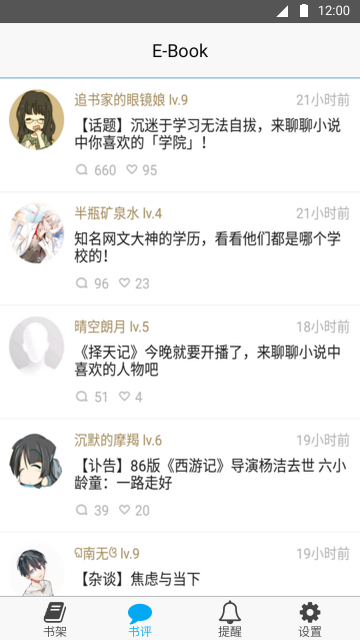 12:00
E-Book
追书家的眼镜娘 lv.9 21小时前
【话题】沉迷于学习无法自拔，来聊聊小说
中你喜欢的「学院」！
660 95
半瓶矿泉水 lv.4 21小时前
知名网文大神的学历，看看他们都是哪个学
校的！
96 23
晴空朗月 lv.5 18小时前
《择天记》今晚就要开播了，来聊聊小说中
喜欢的人物吧
51 4
沉默的摩羯 lv.6 19小时前
【讣告】86版《西游记》导演杨洁去世 六小
龄童：一路走好
39 20
南无 lv.9 19小时前
【杂谈】焦虑与当下
书架 书评 提醒 设置